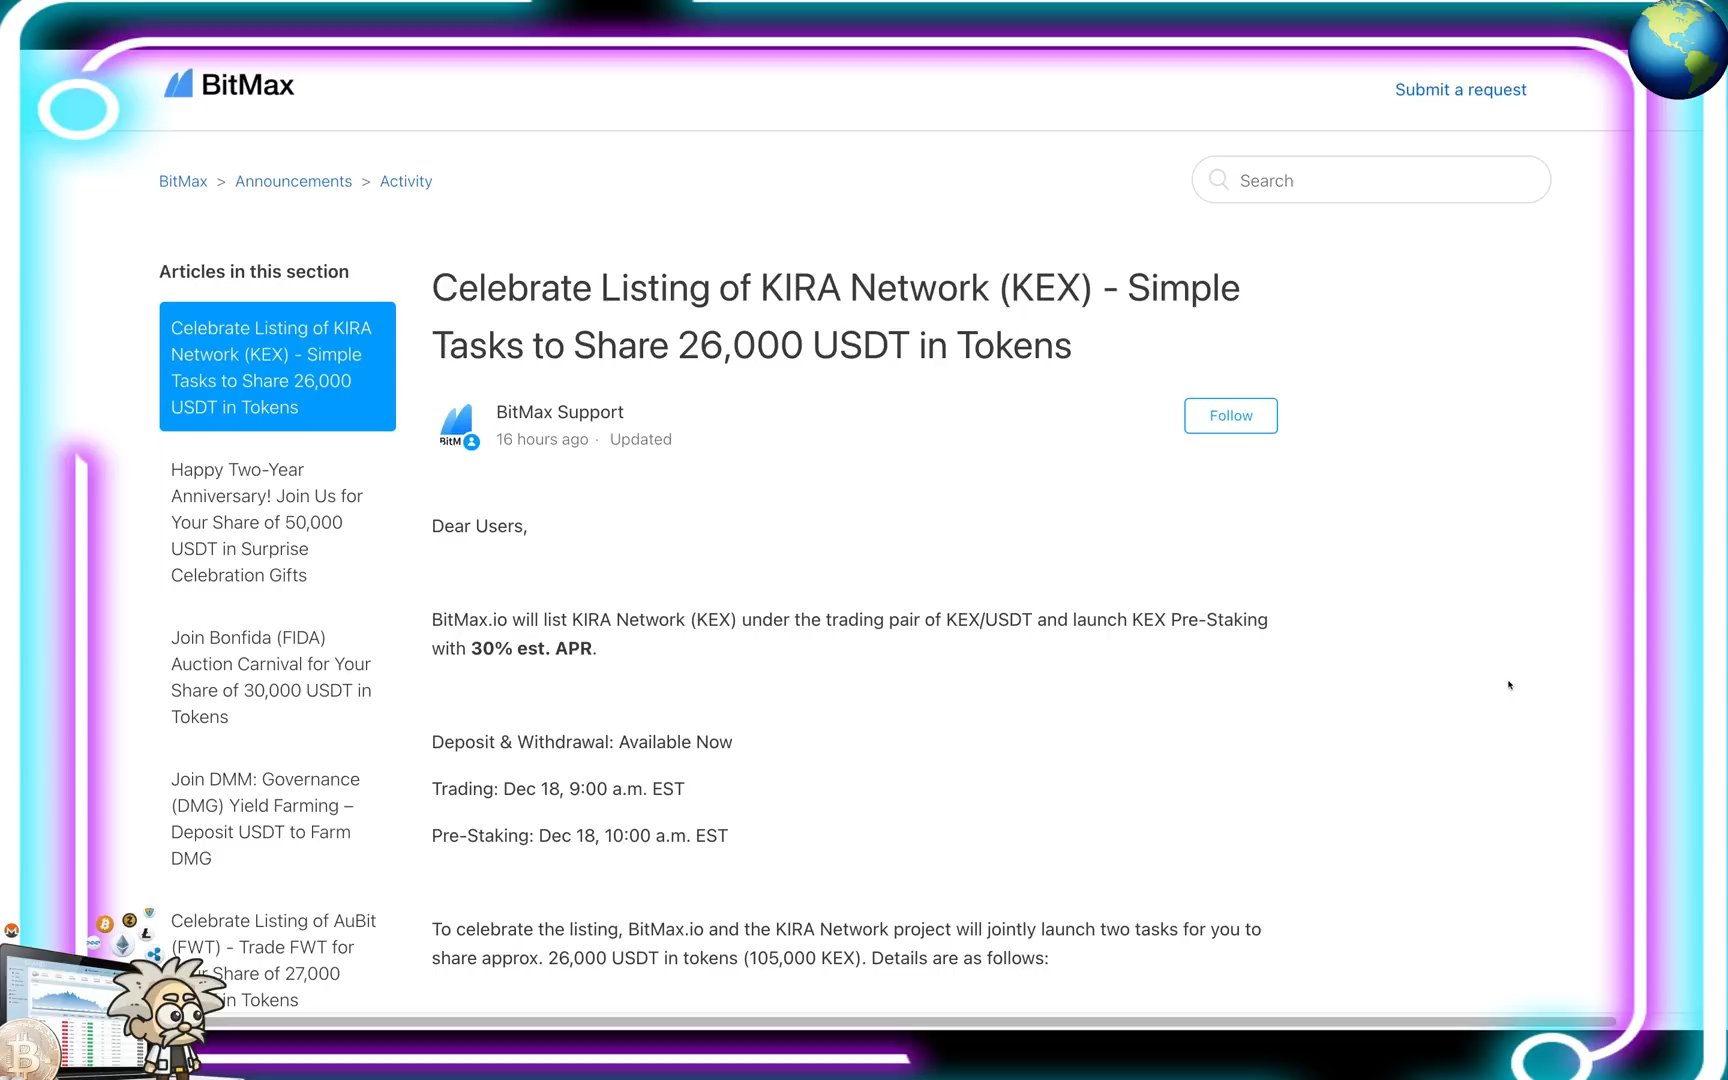 BitMax
Submit a request
BitMax > Announcements > Activity
Search
Articles in this section
Celebrate Listing of KIRA
Network (KEX) - Simple
Tasks to Share 26,000
USDT in Tokens
Happy Two-Year
Anniversary! Join Us for
Your Share of 50,000
USDT in Surprise
Celebration Gifts
Join Bonfida (FIDA)
Auction Carnival for Your
Share of 30,000 USDT in
Tokens
Join DMM: Governance
(DMG) Yield Farming –
Deposit USDT to Farm
DMG
Celebrate Listing of AuBit
(FWT) - Trade FWT for
Share of 27,000
in Tokens
Celebrate Listing of KIRA Network (KEX) - Simple
Tasks to Share 26,000 USDT in Tokens
BitM
BitMax Support
16 hours ago · Updated
Follow
Dear Users,
BitMax.io will list KIRA Network (KEX) under the trading pair of KEX/USDT and launch KEX Pre-Staking
with 30% est. APR.
Deposit & Withdrawal: Available Now
Trading: Dec 18, 9:00 a.m. EST
Pre-Staking: Dec 18, 10:00 a.m. EST
To celebrate the listing, BitMax.io and the KIRA Network project will jointly launch two tasks for you to
share approx. 26,000 USDT in tokens (105,000 KEX). Details are as follows: